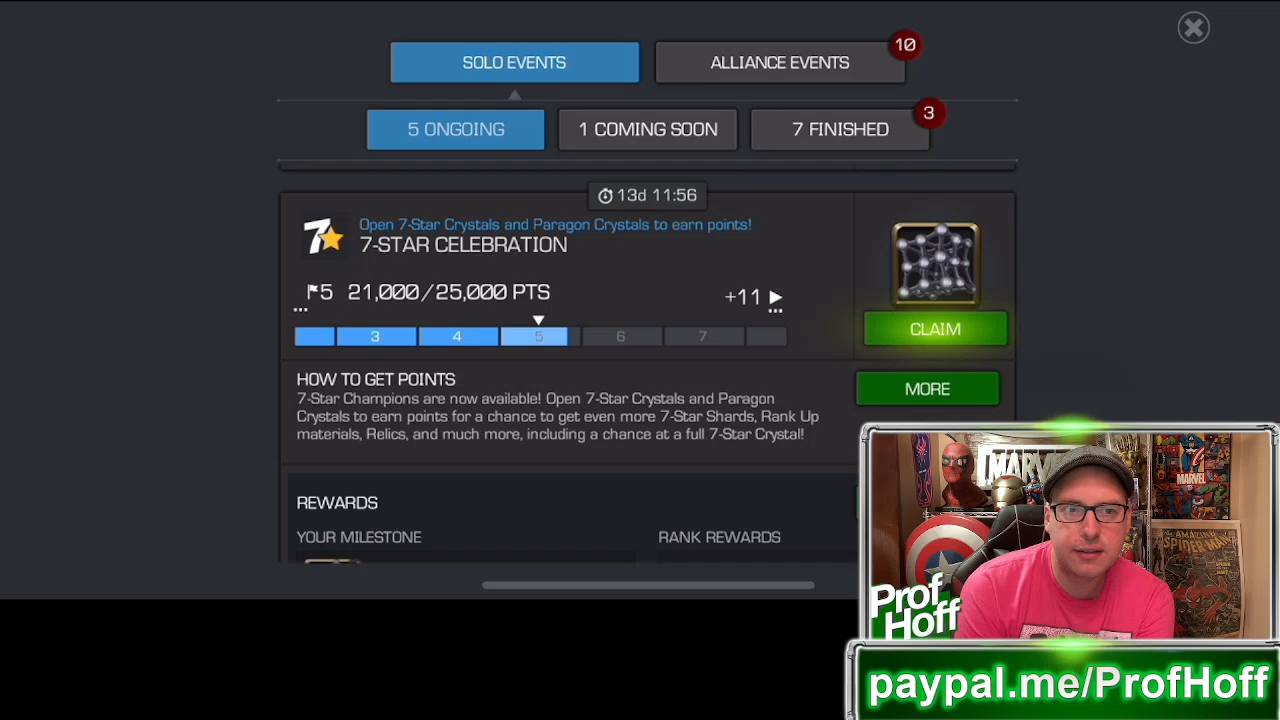 SOLO EVENTS
ALLIANCE EVENTS
10
5 ONGOING
1 COMING SOON
7 FINISHED
3
13d 11:56
7
Open 7-Star Crystals and Paragon Crystals to earn points!
7-STAR CELEBRATION
5 21,000/25,000 PTS
+11
3
4
5
6
7
CLAIM
HOW TO GET POINTS
7-Star Champions are now available! Open 7-Star Crystals and Paragon
Crystals to earn points for a chance to get even more 7-Star Shards, Rank Up
materials, Relics, and much more, including a chance at a full 7-Star Crystal!
MORE
REWARDS
YOUR MILESTONE
RANK REWARDS
MARVEL
AMAZING
SPIDER-MAN
Prof
Hoff
paypal.me/ProfHoff